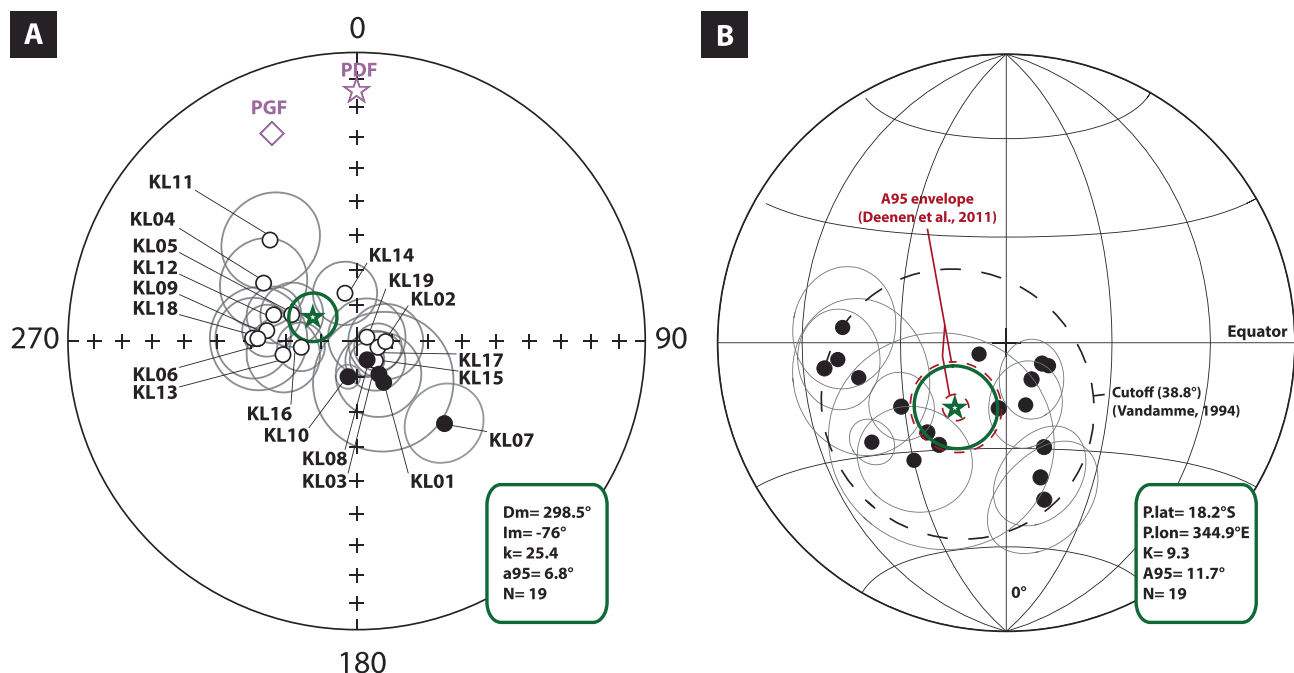 A
0
PDF
PGF
KL11
KL04
KL05
KL12
KL09
KL18
270
KL06
KL13
KL16
KL10
KL08
KL03
KL14
KL19
KL02
90
KL17
KL15
KL07
KL01
180
Dm= 298.5°
Im= -76°
k= 25.4
a95= 6.8°
N= 19
B
A95 envelope
(Deenen et al., 2011)
Equator
Cutoff (38.8°)
(Vandamme, 1994)
0°
P.lat= 18.2°S
P.lon= 344.9°E
K= 9.3
A95= 11.7°
N= 19